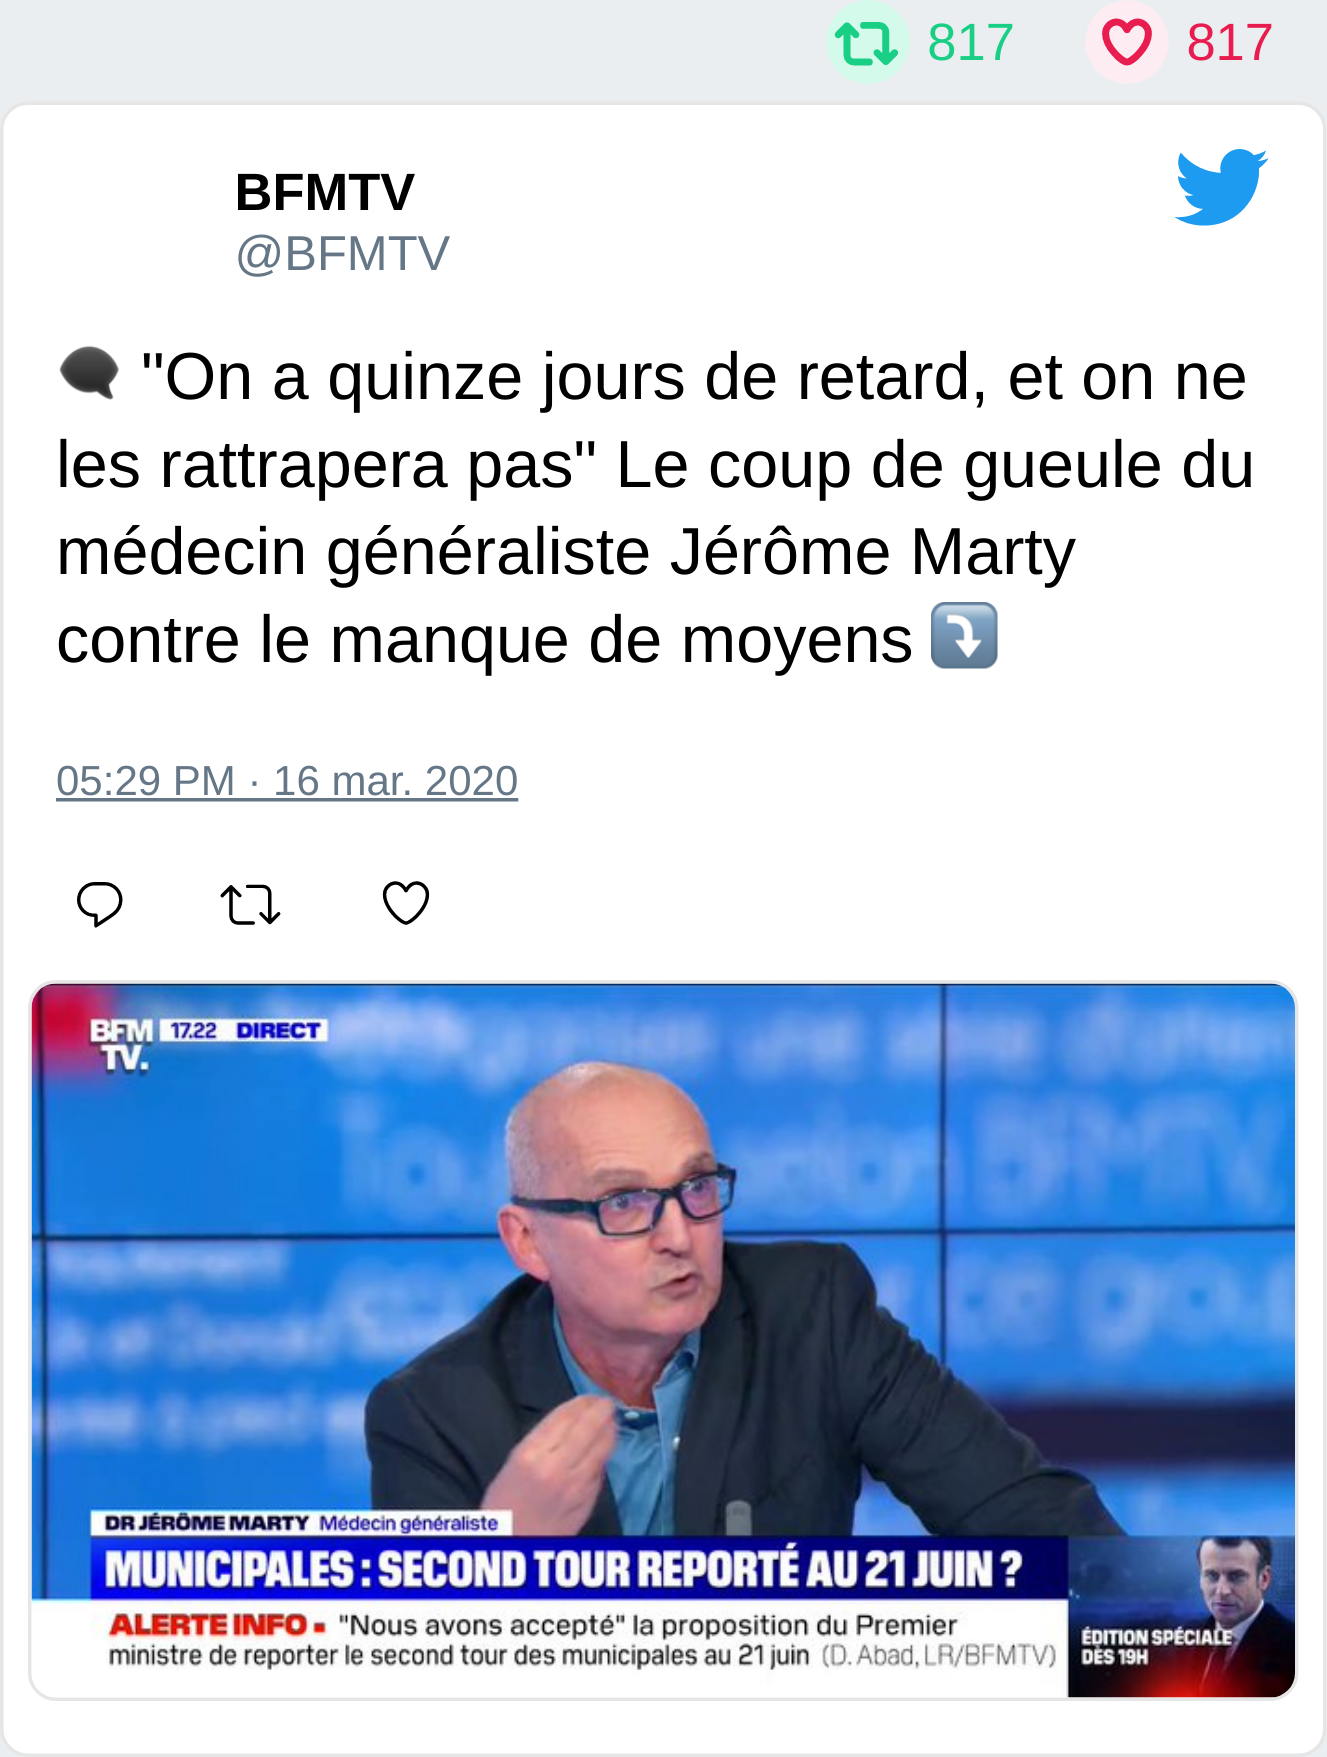 817 817
BFMTV
@BFMTV
🗨 "On a quinze jours de retard, et on ne
les rattrapera pas" Le coup de gueule du
médecin généraliste Jérôme Marty
contre le manque de moyens ⤵
05:29 PM · 16 mar. 2020
BFM 17.22 DIRECT
TV.
DR JÉRÔME MARTY Médecin généraliste
MUNICIPALES : SECOND TOUR REPORTÉ AU 21 JUIN ?
ALERTE INFO ▪ "Nous avons accepté" la proposition du Premier
ministre de reporter le second tour des municipales au 21 juin (D. Abad, LR/BFMTV)
ÉDITION SPÉCIALE
DÈS 19H